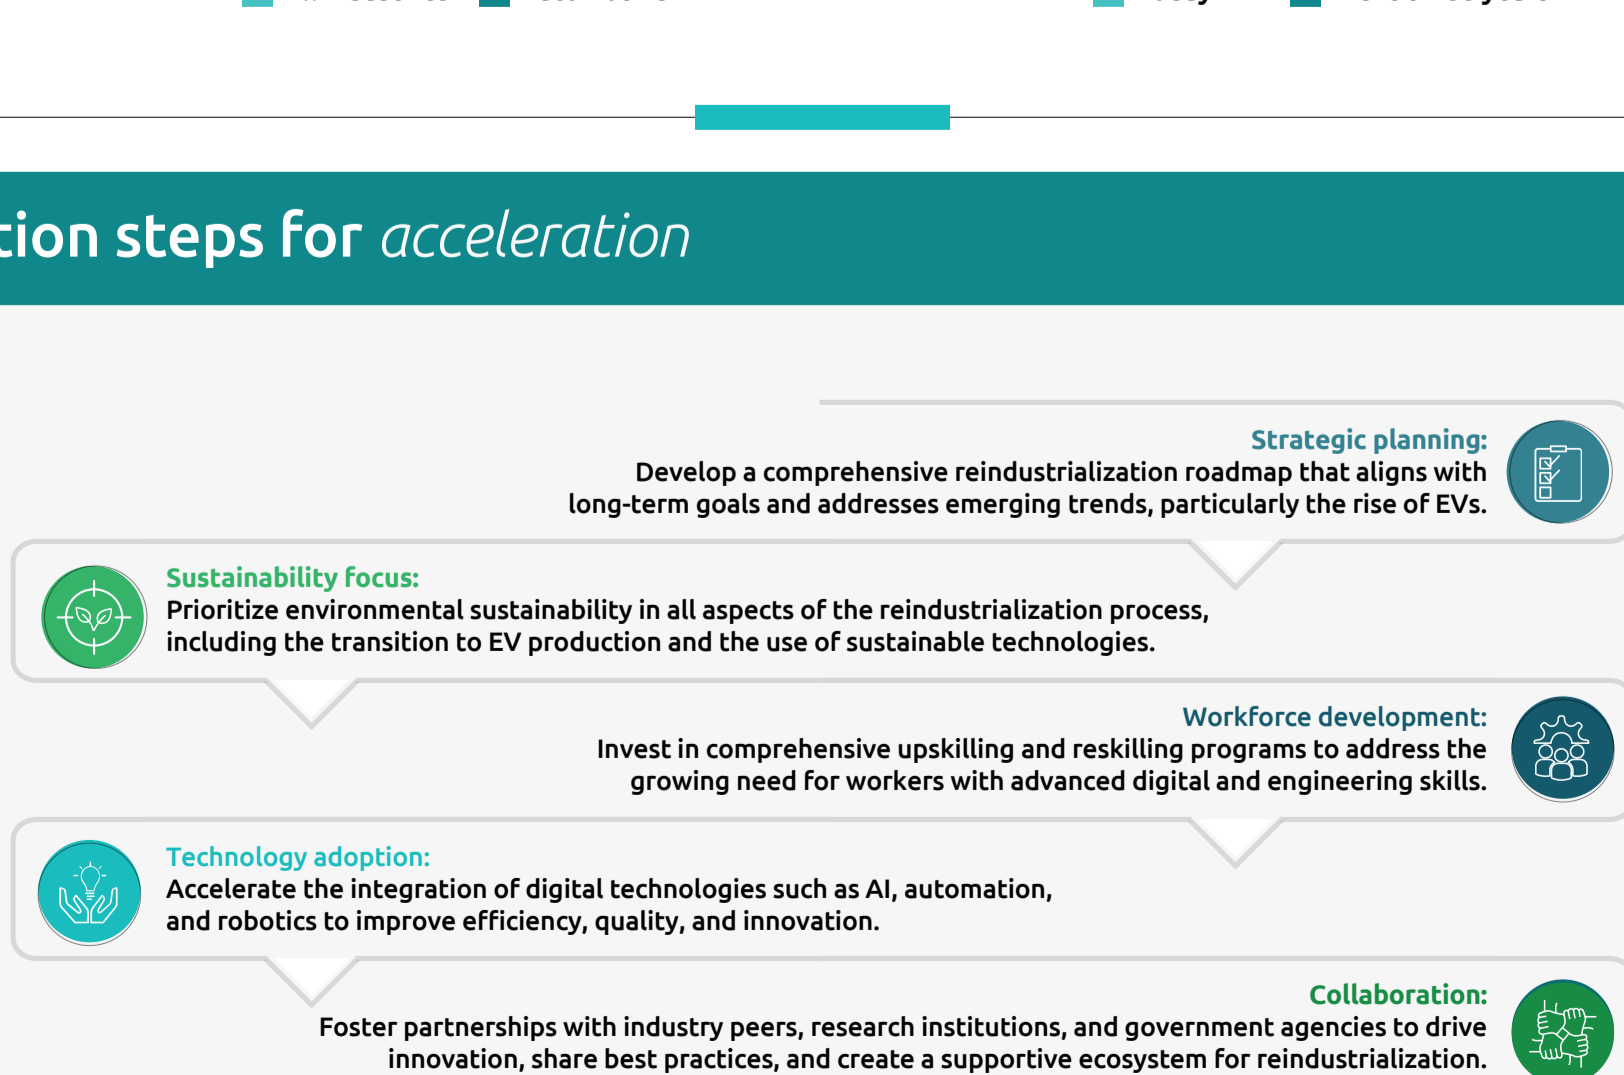 steps for acceleration
Strategic planning:
Develop a comprehensive reindustrialization roadmap that aligns with
long-term goals and addresses emerging trends, particularly the rise of EVs.
Sustainability focus:
Prioritize environmental sustainability in all aspects of the reindustrialization process,
including the transition to EV production and the use of sustainable technologies.
Workforce development:
Invest in comprehensive upskilling and reskilling programs to address the
growing need for workers with advanced digital and engineering skills.
Technology adoption:
Accelerate the integration of digital technologies such as AI, automation,
and robotics to improve efficiency, quality, and innovation.
Collaboration:
Foster partnerships with industry peers, research institutions, and government agencies to drive
innovation, share best practices, and create a supportive ecosystem for reindustrialization.